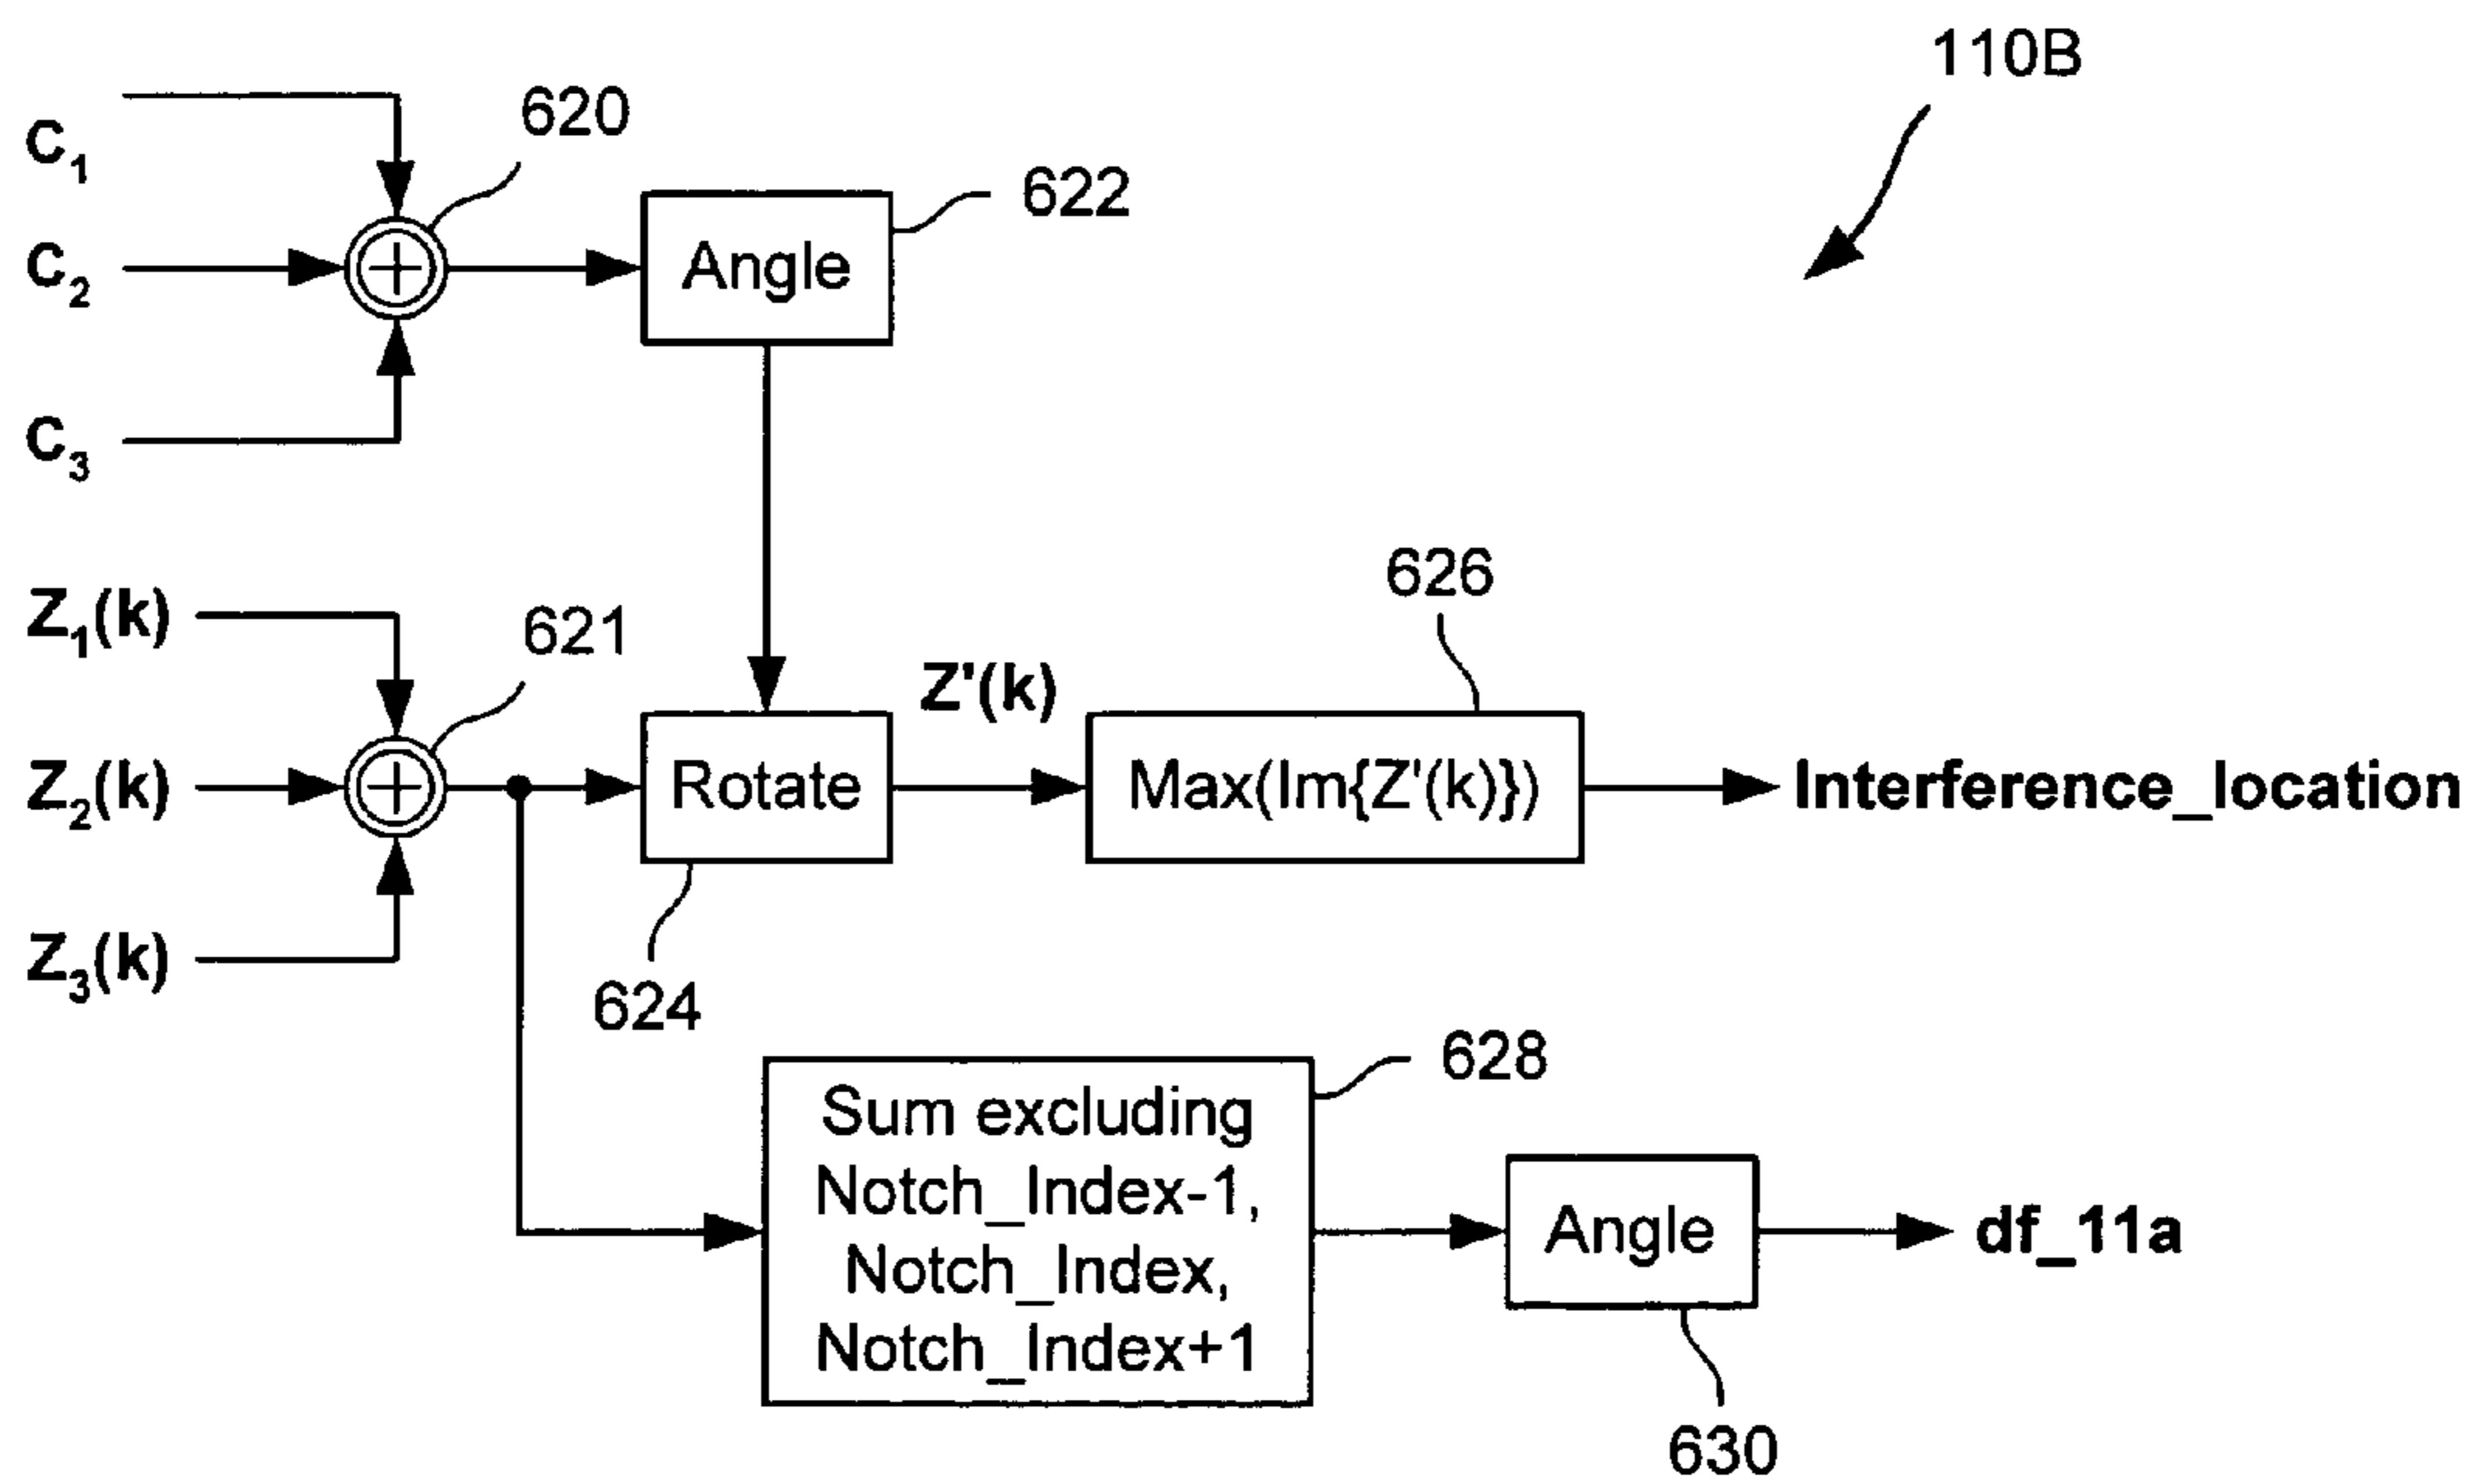 110B
C1
620
622
C2
Angle
C3
626
Z1(k)
621
Z'(k)
Z2(k)
Rotate
Max(Im{Z'(k)})
Interference_location
Z3(k)
624
628
Sum excluding
Notch_Index-1,
Notch_Index,
Notch_Index+1
Angle
df_11a
630